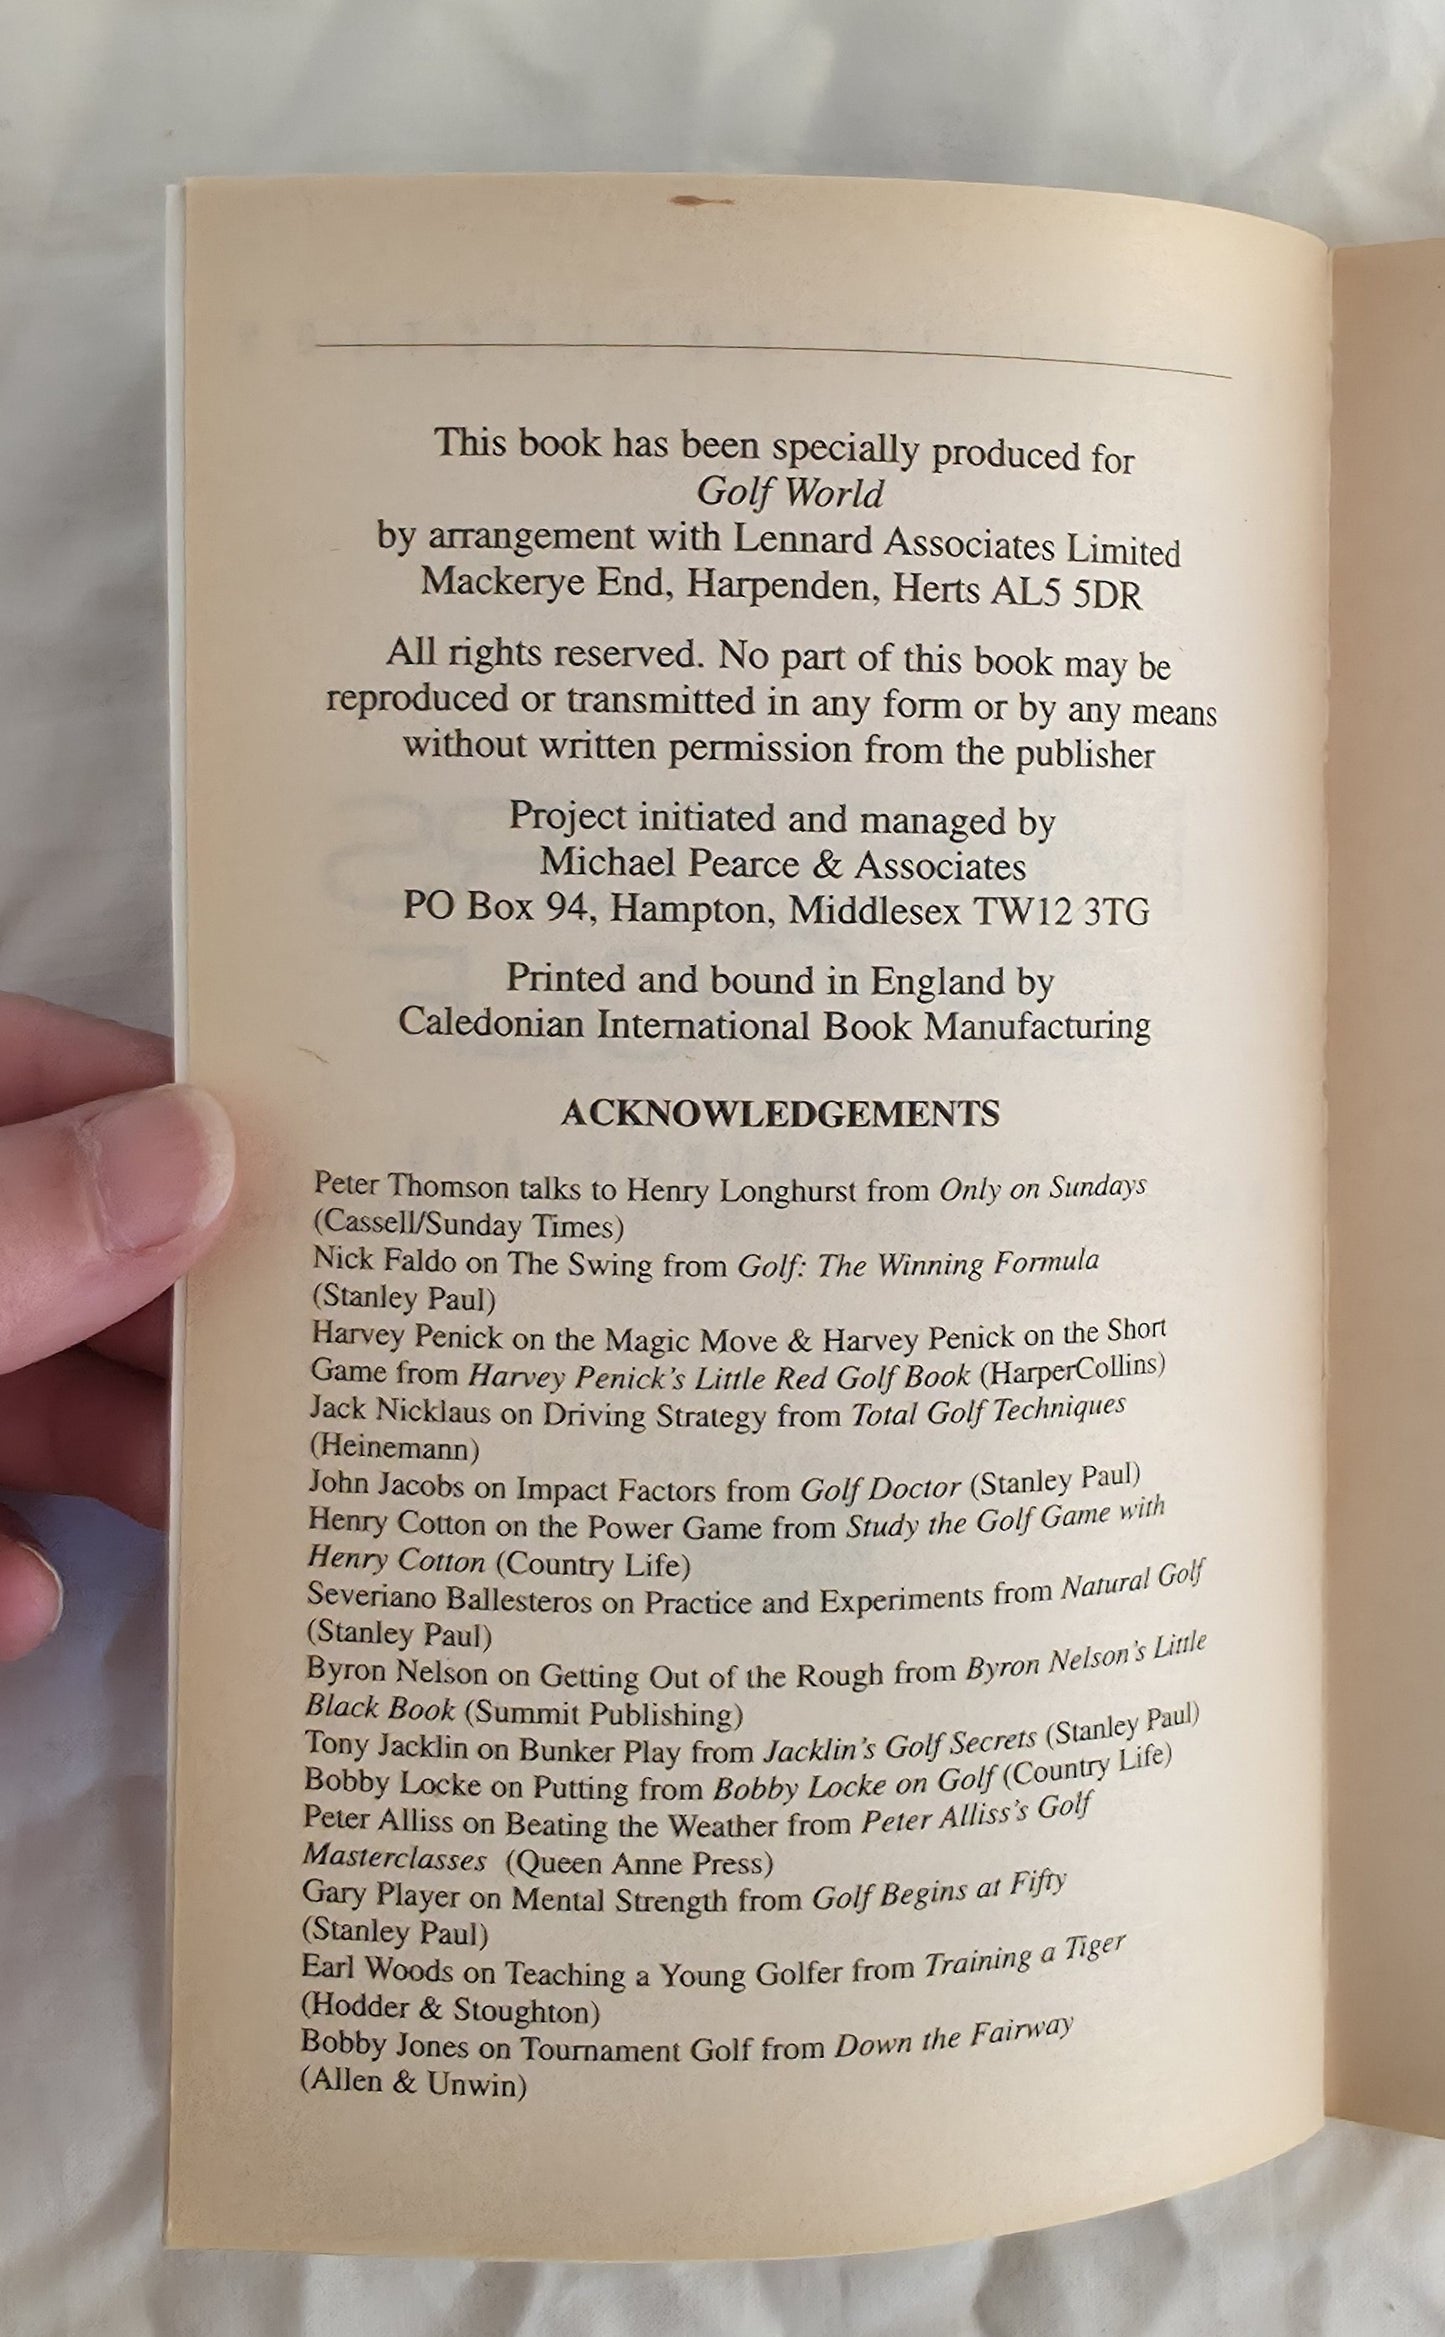 This book has been specially produced for
Golf World
by arrangement with Lennard Associates Limited
Mackerye End, Harpenden, Herts AL5 5DR
All rights reserved. No part of this book may be
reproduced or transmitted in any form or by any means
without written permission from the publisher
Project initiated and managed by
Michael Pearce & Associates
PO Box 94, Hampton, Middlesex TW12 3TG
Printed and bound in England by
Caledonian International Book Manufacturing
ACKNOWLEDGEMENTS
Peter Thomson talks to Henry Longhurst from Only on Sundays
(Cassell/Sunday Times)
Nick Faldo on The Swing from Golf: The Winning Formula
(Stanley Paul)
Harvey Penick on the Magic Move & Harvey Penick on the Short
Game from Harvey Penick's Little Red Golf Book (HarperCollins)
Jack Nicklaus on Driving Strategy from Total Golf Techniques
(Heinemann)
John Jacobs on Impact Factors from Golf Doctor (Stanley Paul)
Henry Cotton on the Power Game from Study the Golf Game with
Henry Cotton (Country Life)
Severiano Ballesteros on Practice and Experiments from Natural Golf
(Stanley Paul)
Byron Nelson on Getting Out of the Rough from Byron Nelson's Little
Black Book (Summit Publishing)
Tony Jacklin on Bunker Play from Jacklin's Golf Secrets (Stanley Paul)
Bobby Locke on Putting from Bobby Locke on Golf (Country Life)
Peter Alliss on Beating the Weather from Peter Alliss's Golf
Masterclasses (Queen Anne Press)
Gary Player on Mental Strength from Golf Begins at Fifty
(Stanley Paul)
Earl Woods on Teaching a Young Golfer from Training a Tiger
(Hodder & Stoughton)
Bobby Jones on Tournament Golf from Down the Fairway
(Allen & Unwin)